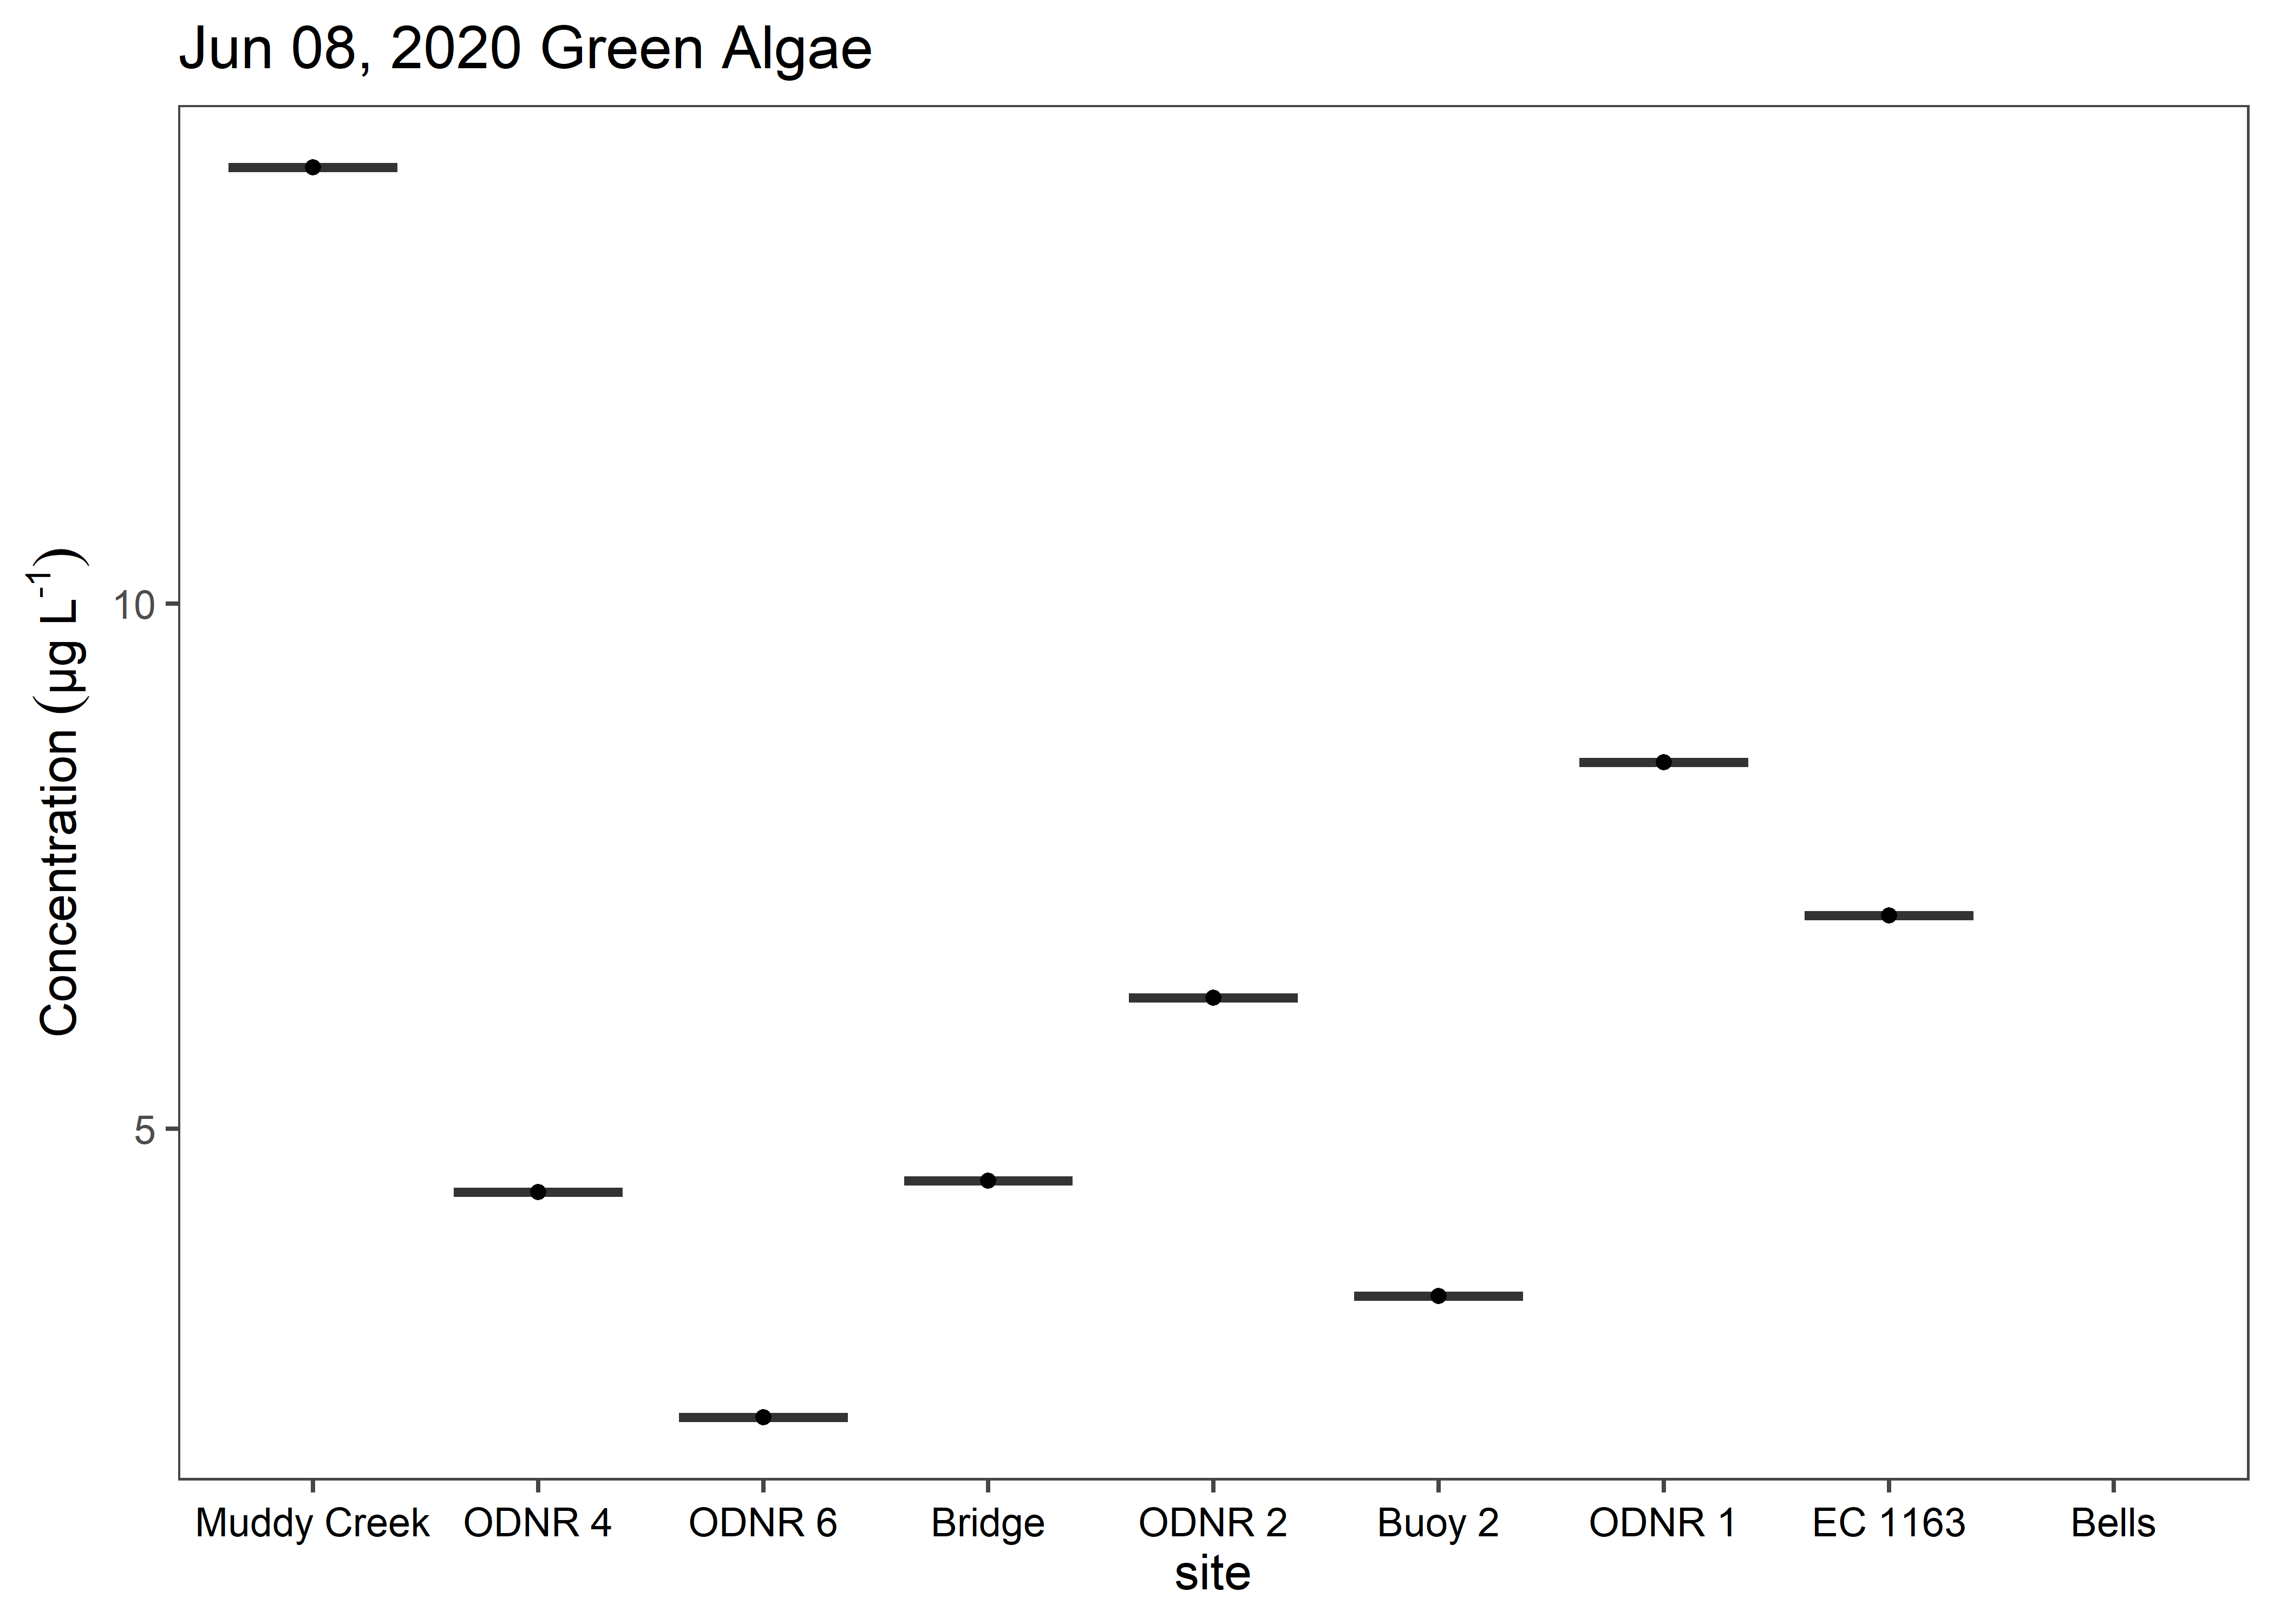 Jun 08, 2020 Green Algae
Concentration (µg L⁻¹)
10
5
Muddy Creek ODNR 4 ODNR 6 Bridge ODNR 2 Buoy 2 ODNR 1 EC 1163 Bells
site